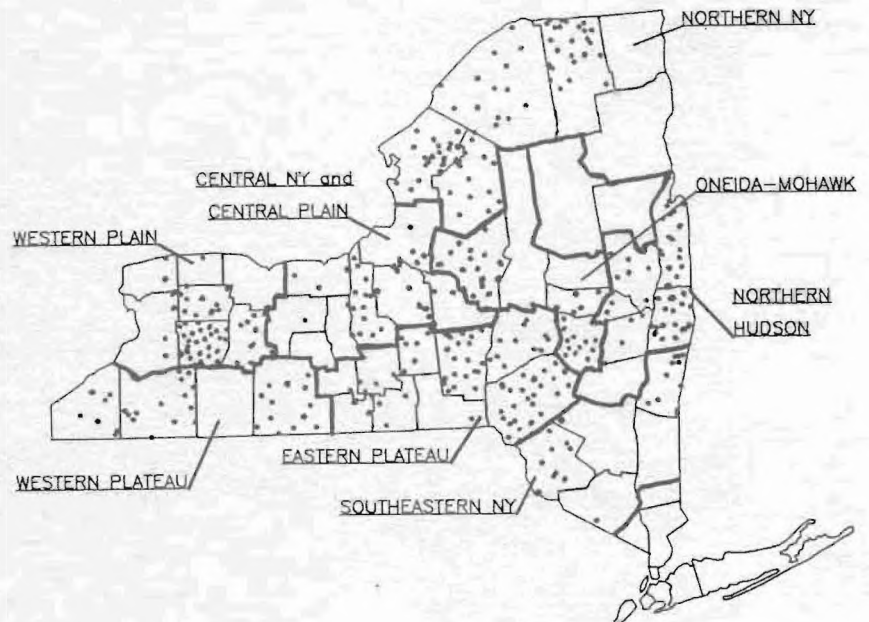 NORTHERN NY
CENTRAL NY and
CENTRAL PLAIN
ONEIDA-MOHAWK
WESTERN PLAIN
NORTHERN
HUDSON
EASTERN PLATEAU
WESTERN PLATEAU
SOUTHEASTERN NY